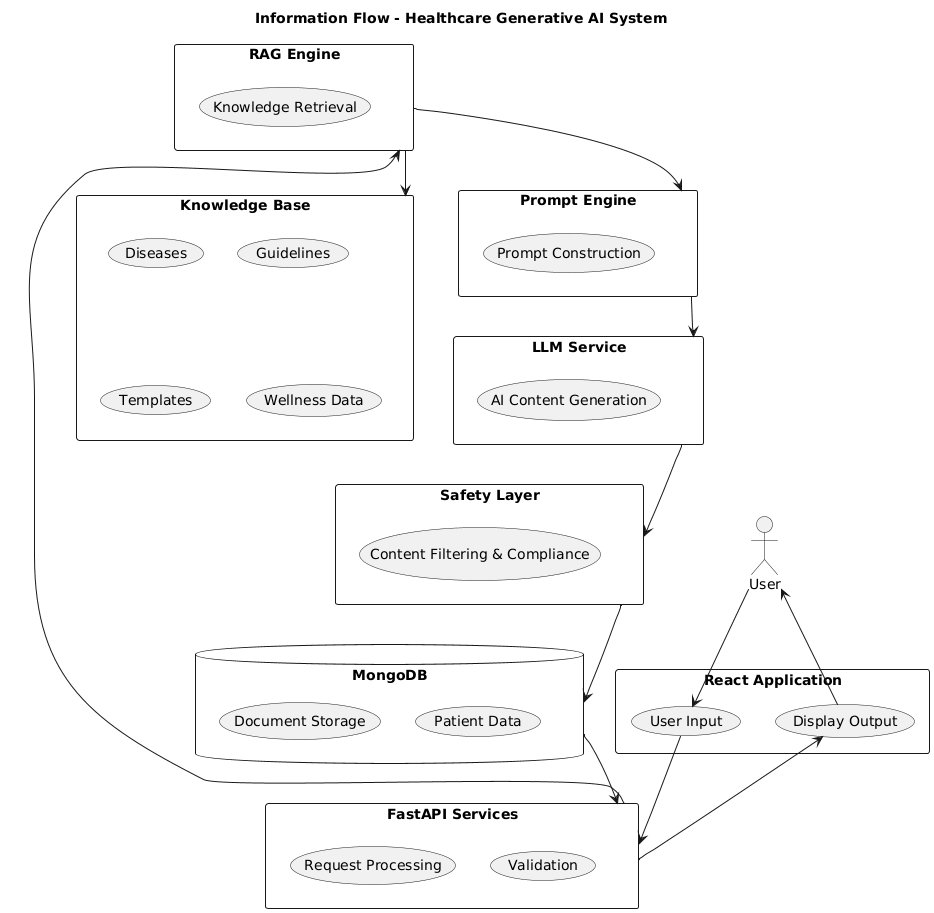 Information Flow - Healthcare Generative AI System
RAG Engine
Knowledge Retrieval
Knowledge Base
Diseases
Guidelines
Templates
Wellness Data
Prompt Engine
Prompt Construction
LLM Service
AI Content Generation
Safety Layer
Content Filtering & Compliance
User
MongoDB
Document Storage
Patient Data
React Application
User Input
Display Output
FastAPI Services
Request Processing
Validation